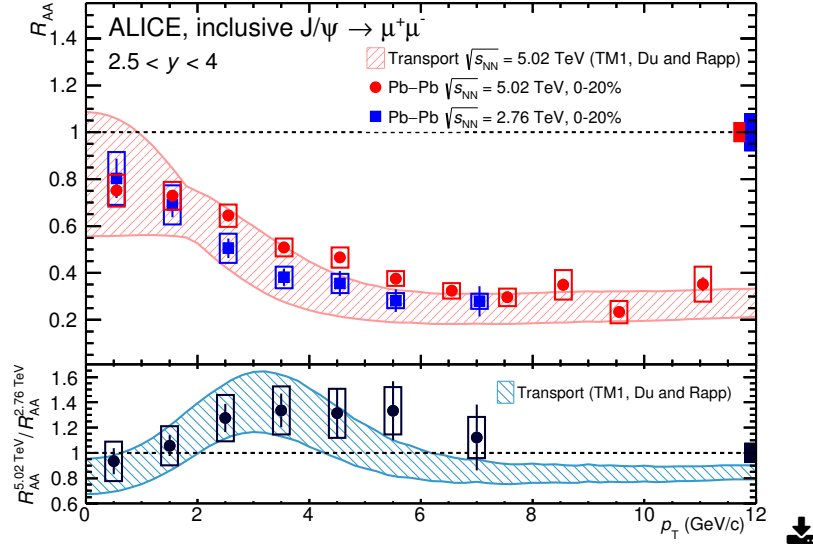 ALICE, inclusive J/ψ → μ⁺μ⁻
2.5 < y < 4
Transport √s_NN = 5.02 TeV (TM1, Du and Rapp)
Pb−Pb √s_NN = 5.02 TeV, 0-20%
Pb−Pb √s_NN = 2.76 TeV, 0-20%
R_AA
1.4
1.2
1
0.8
0.6
0.4
0.2
Transport (TM1, Du and Rapp)
R_AA^5.02 TeV / R_AA^2.76 TeV
1.6
1.4
1.2
1
0.8
0.6
0 2 4 6 8 10 12
p_T (GeV/c)